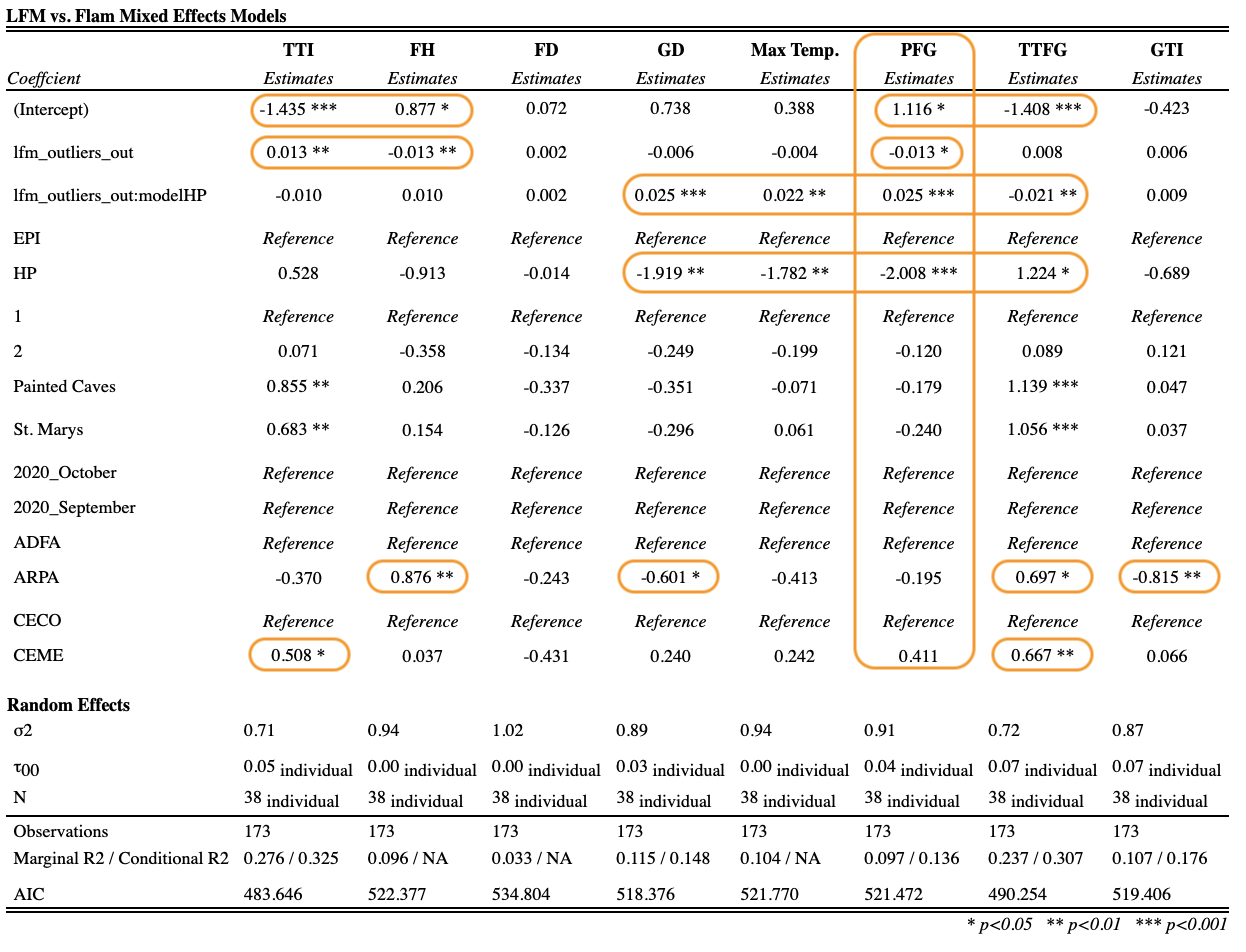 LFM vs. Flam Mixed Effects Models
TTI FH FD GD Max Temp. PFG TTFG GTI
Coeffcient Estimates Estimates Estimates Estimates Estimates Estimates Estimates Estimates
(Intercept) -1.435 *** 0.877 * 0.072 0.738 0.388 1.116 * -1.408 *** -0.423
lfm_outliers_out 0.013 ** -0.013 ** 0.002 -0.006 -0.004 -0.013 * 0.008 0.006
lfm_outliers_out:modelHP -0.010 0.010 0.002 0.025 *** 0.022 ** 0.025 *** -0.021 ** 0.009
EPI Reference Reference Reference Reference Reference Reference Reference Reference
HP 0.528 -0.913 -0.014 -1.919 ** -1.782 ** -2.008 *** 1.224 * -0.689
1 Reference Reference Reference Reference Reference Reference Reference Reference
2 0.071 -0.358 -0.134 -0.249 -0.199 -0.120 0.089 0.121
Painted Caves 0.855 ** 0.206 -0.337 -0.351 -0.071 -0.179 1.139 *** 0.047
St. Marys 0.683 ** 0.154 -0.126 -0.296 0.061 -0.240 1.056 *** 0.037
2020_October Reference Reference Reference Reference Reference Reference Reference Reference
2020_September Reference Reference Reference Reference Reference Reference Reference Reference
ADFA Reference Reference Reference Reference Reference Reference Reference Reference
ARPA -0.370 0.876 ** -0.243 -0.601 * -0.413 -0.195 0.697 * -0.815 **
CECO Reference Reference Reference Reference Reference Reference Reference Reference
CEME 0.508 * 0.037 -0.431 0.240 0.242 0.411 0.667 ** 0.066
Random Effects
σ2 0.71 0.94 1.02 0.89 0.94 0.91 0.72 0.87
τ00 0.05 individual 0.00 individual 0.00 individual 0.03 individual 0.00 individual 0.04 individual 0.07 individual 0.07 individual
N 38 individual 38 individual 38 individual 38 individual 38 individual 38 individual 38 individual 38 individual
Observations 173 173 173 173 173 173 173 173
Marginal R2 / Conditional R2 0.276 / 0.325 0.096 / NA 0.033 / NA 0.115 / 0.148 0.104 / NA 0.097 / 0.136 0.237 / 0.307 0.107 / 0.176
AIC 483.646 522.377 534.804 518.376 521.770 521.472 490.254 519.406
* p<0.05 ** p<0.01 *** p<0.001